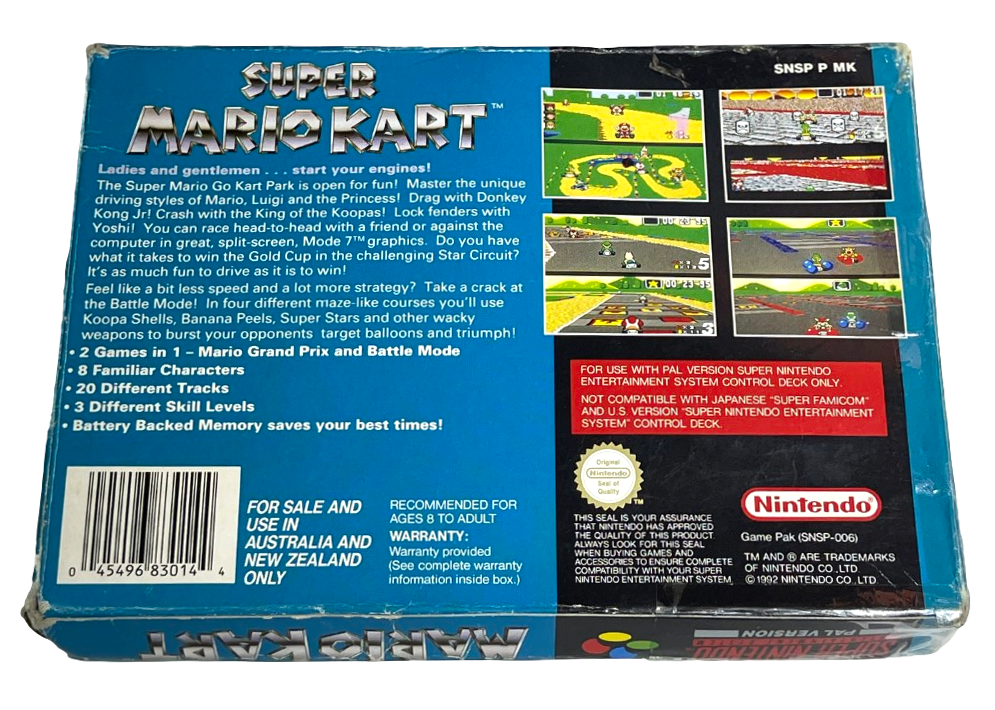 SUPER
MARIO KART™
Ladies and gentlemen . . . start your engines!
The Super Mario Go Kart Park is open for fun! Master the unique
driving styles of Mario, Luigi and the Princess! Drag with Donkey
Kong Jr! Crash with the King of the Koopas! Lock fenders with
Yoshi! You can race head-to-head with a friend or against the
computer in great, split-screen, Mode 7™ graphics. Do you have
what it takes to win the Gold Cup in the challenging Star Circuit?
It's as much fun to drive as it is to win!
Feel like a bit less speed and a lot more strategy? Take a crack at
the Battle Mode! In four different maze-like courses you'll use
Koopa Shells, Banana Peels, Super Stars and other wacky
weapons to burst your opponents target balloons and triumph!
• 2 Games in 1 – Mario Grand Prix and Battle Mode
• 8 Familiar Characters
• 20 Different Tracks
• 3 Different Skill Levels
• Battery Backed Memory saves your best times!
0 45496 83014 4
FOR SALE AND
USE IN
AUSTRALIA AND
NEW ZEALAND
ONLY
RECOMMENDED FOR
AGES 8 TO ADULT
WARRANTY:
Warranty provided
(See complete warranty
information inside box.)
SNSP P MK
FOR USE WITH PAL VERSION SUPER NINTENDO
ENTERTAINMENT SYSTEM CONTROL DECK ONLY.
NOT COMPATIBLE WITH JAPANESE "SUPER FAMICOM"
AND U.S. VERSION "SUPER NINTENDO ENTERTAINMENT
SYSTEM" CONTROL DECK.
Original
Nintendo
Seal of
Quality
TM
THIS SEAL IS YOUR ASSURANCE
THAT NINTENDO HAS APPROVED
THE QUALITY OF THIS PRODUCT
ALWAYS LOOK FOR THIS SEAL
WHEN BUYING GAMES AND
ACCESSORIES TO ENSURE COMPLETE
COMPATIBILITY WITH YOUR SUPER
NINTENDO ENTERTAINMENT SYSTEM.
Nintendo®
Game Pak (SNSP-006)
TM AND ® ARE TRADEMARKS
OF NINTENDO CO.,LTD
©1992 NINTENDO CO.,LTD
SUPER
MARIO KART
PAL VERSION
SUPER NINTENDO